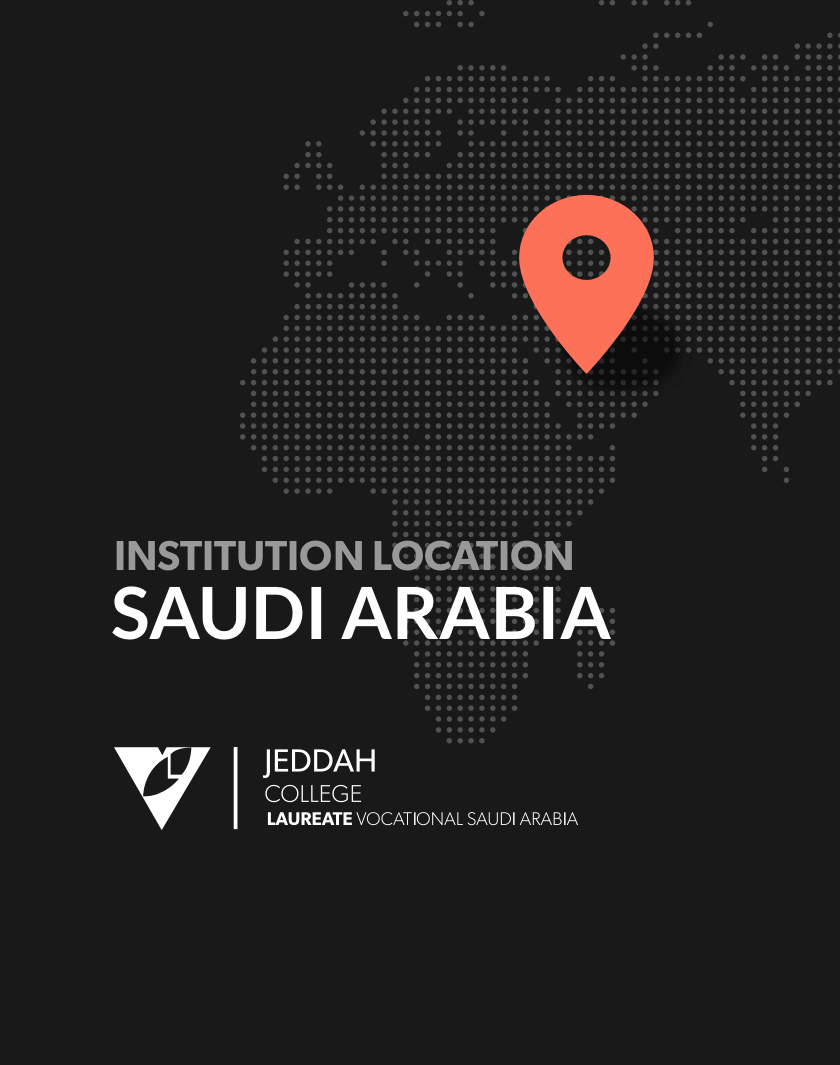 INSTITUTION LOCATION
SAUDI ARABIA
JEDDAH
COLLEGE
LAUREATE VOCATIONAL SAUDI ARABIA